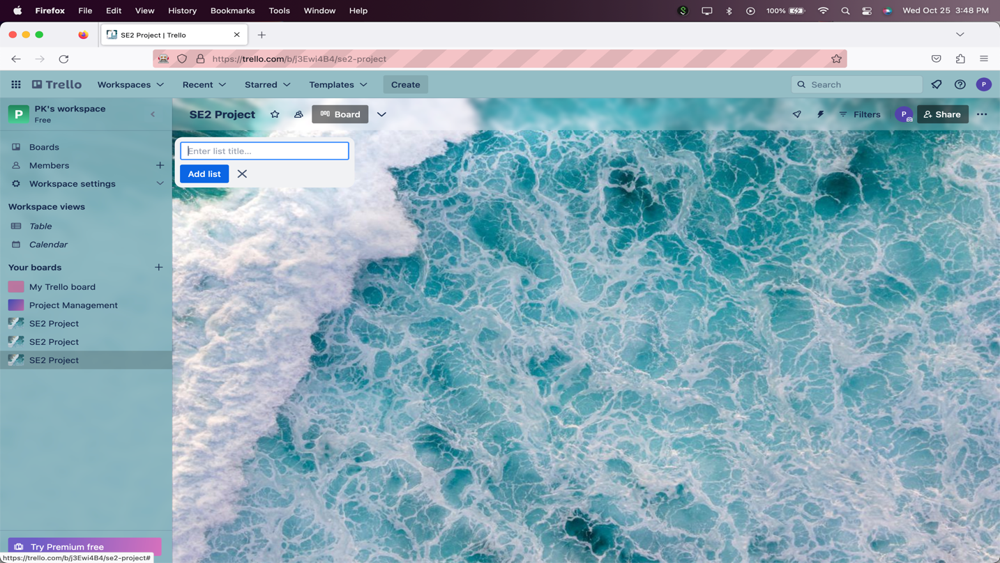 Firefox File Edit View History Bookmarks Tools Window Help 100% Wed Oct 25 3:48 PM
SE2 Project | Trello
https://trello.com/b/j3Ewi4B4/se2-project
Trello Workspaces Recent Starred Templates Create Search P
P PK's workspace
Free
SE2 Project Board Filters P Share
Boards
Members
Workspace settings
Workspace views
Table
Calendar
Your boards
My Trello board
Project Management
SE2 Project
SE2 Project
SE2 Project
Enter list title...
Add list
Try Premium free
https://trello.com/b/j3Ewi4B4/se2-project#